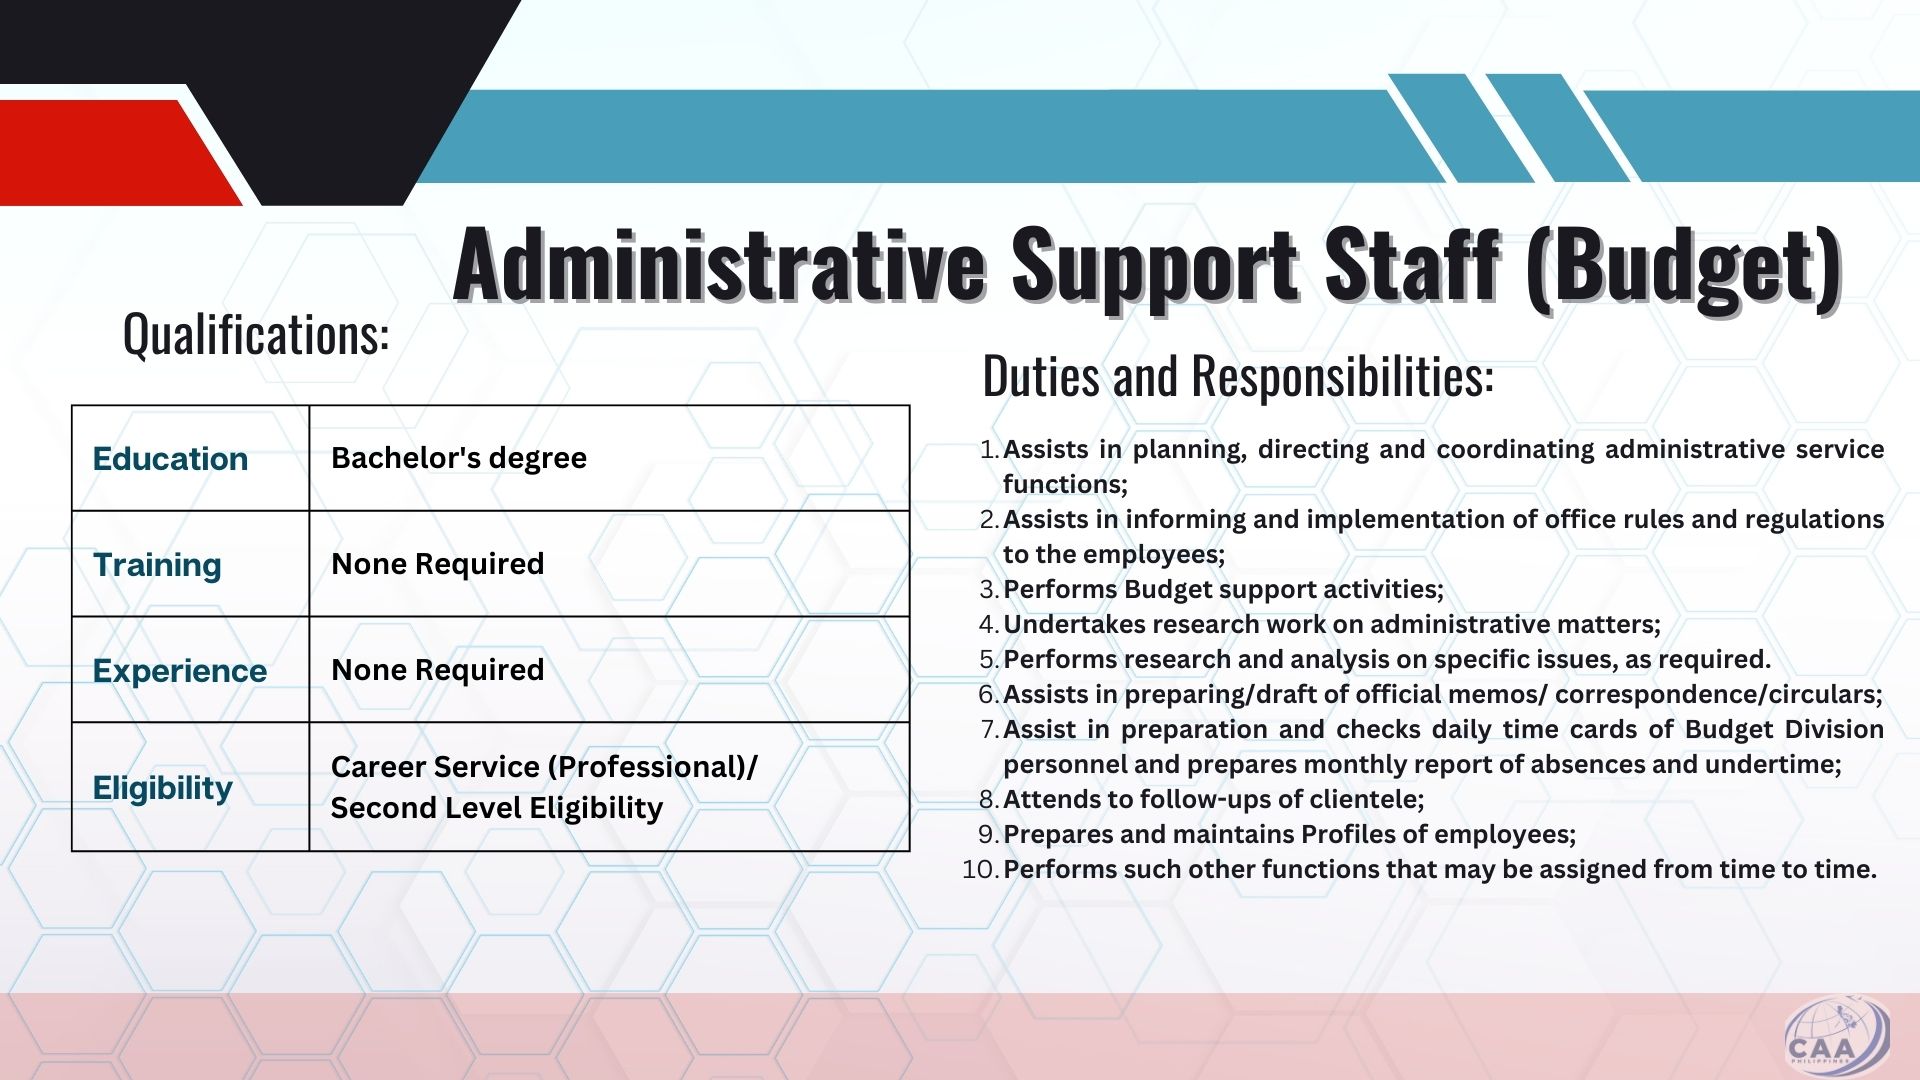 Administrative Support Staff (Budget)
Qualifications:
Education
Bachelor's degree
Training
None Required
Experience
None Required
Eligibility
Career Service (Professional)/
Second Level Eligibility
Duties and Responsibilities:
1. Assists in planning, directing and coordinating administrative service
functions;
2. Assists in informing and implementation of office rules and regulations
to the employees;
3. Performs Budget support activities;
4. Undertakes research work on administrative matters;
5. Performs research and analysis on specific issues, as required.
6. Assists in preparing/draft of official memos/ correspondence/circulars;
7. Assist in preparation and checks daily time cards of Budget Division
personnel and prepares monthly report of absences and undertime;
8. Attends to follow-ups of clientele;
9. Prepares and maintains Profiles of employees;
10. Performs such other functions that may be assigned from time to time.
CAA
PHILIPPINES